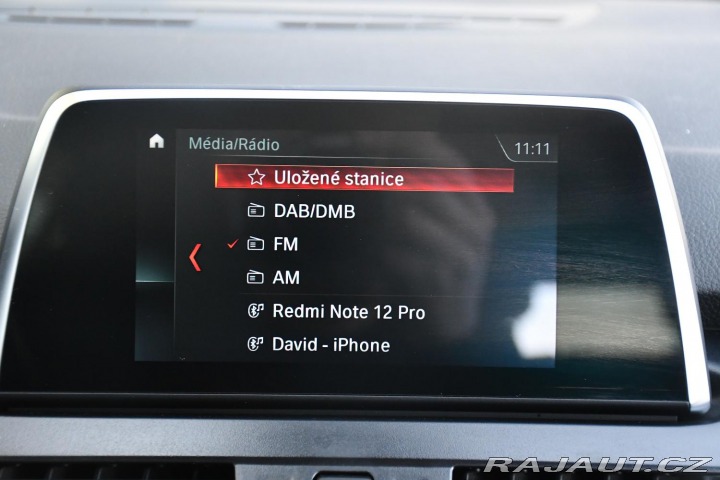 Média/Rádio
11:11
Uložené stanice
DAB/DMB
FM
AM
Redmi Note 12 Pro
David - iPhone
RAJAUT.CZ